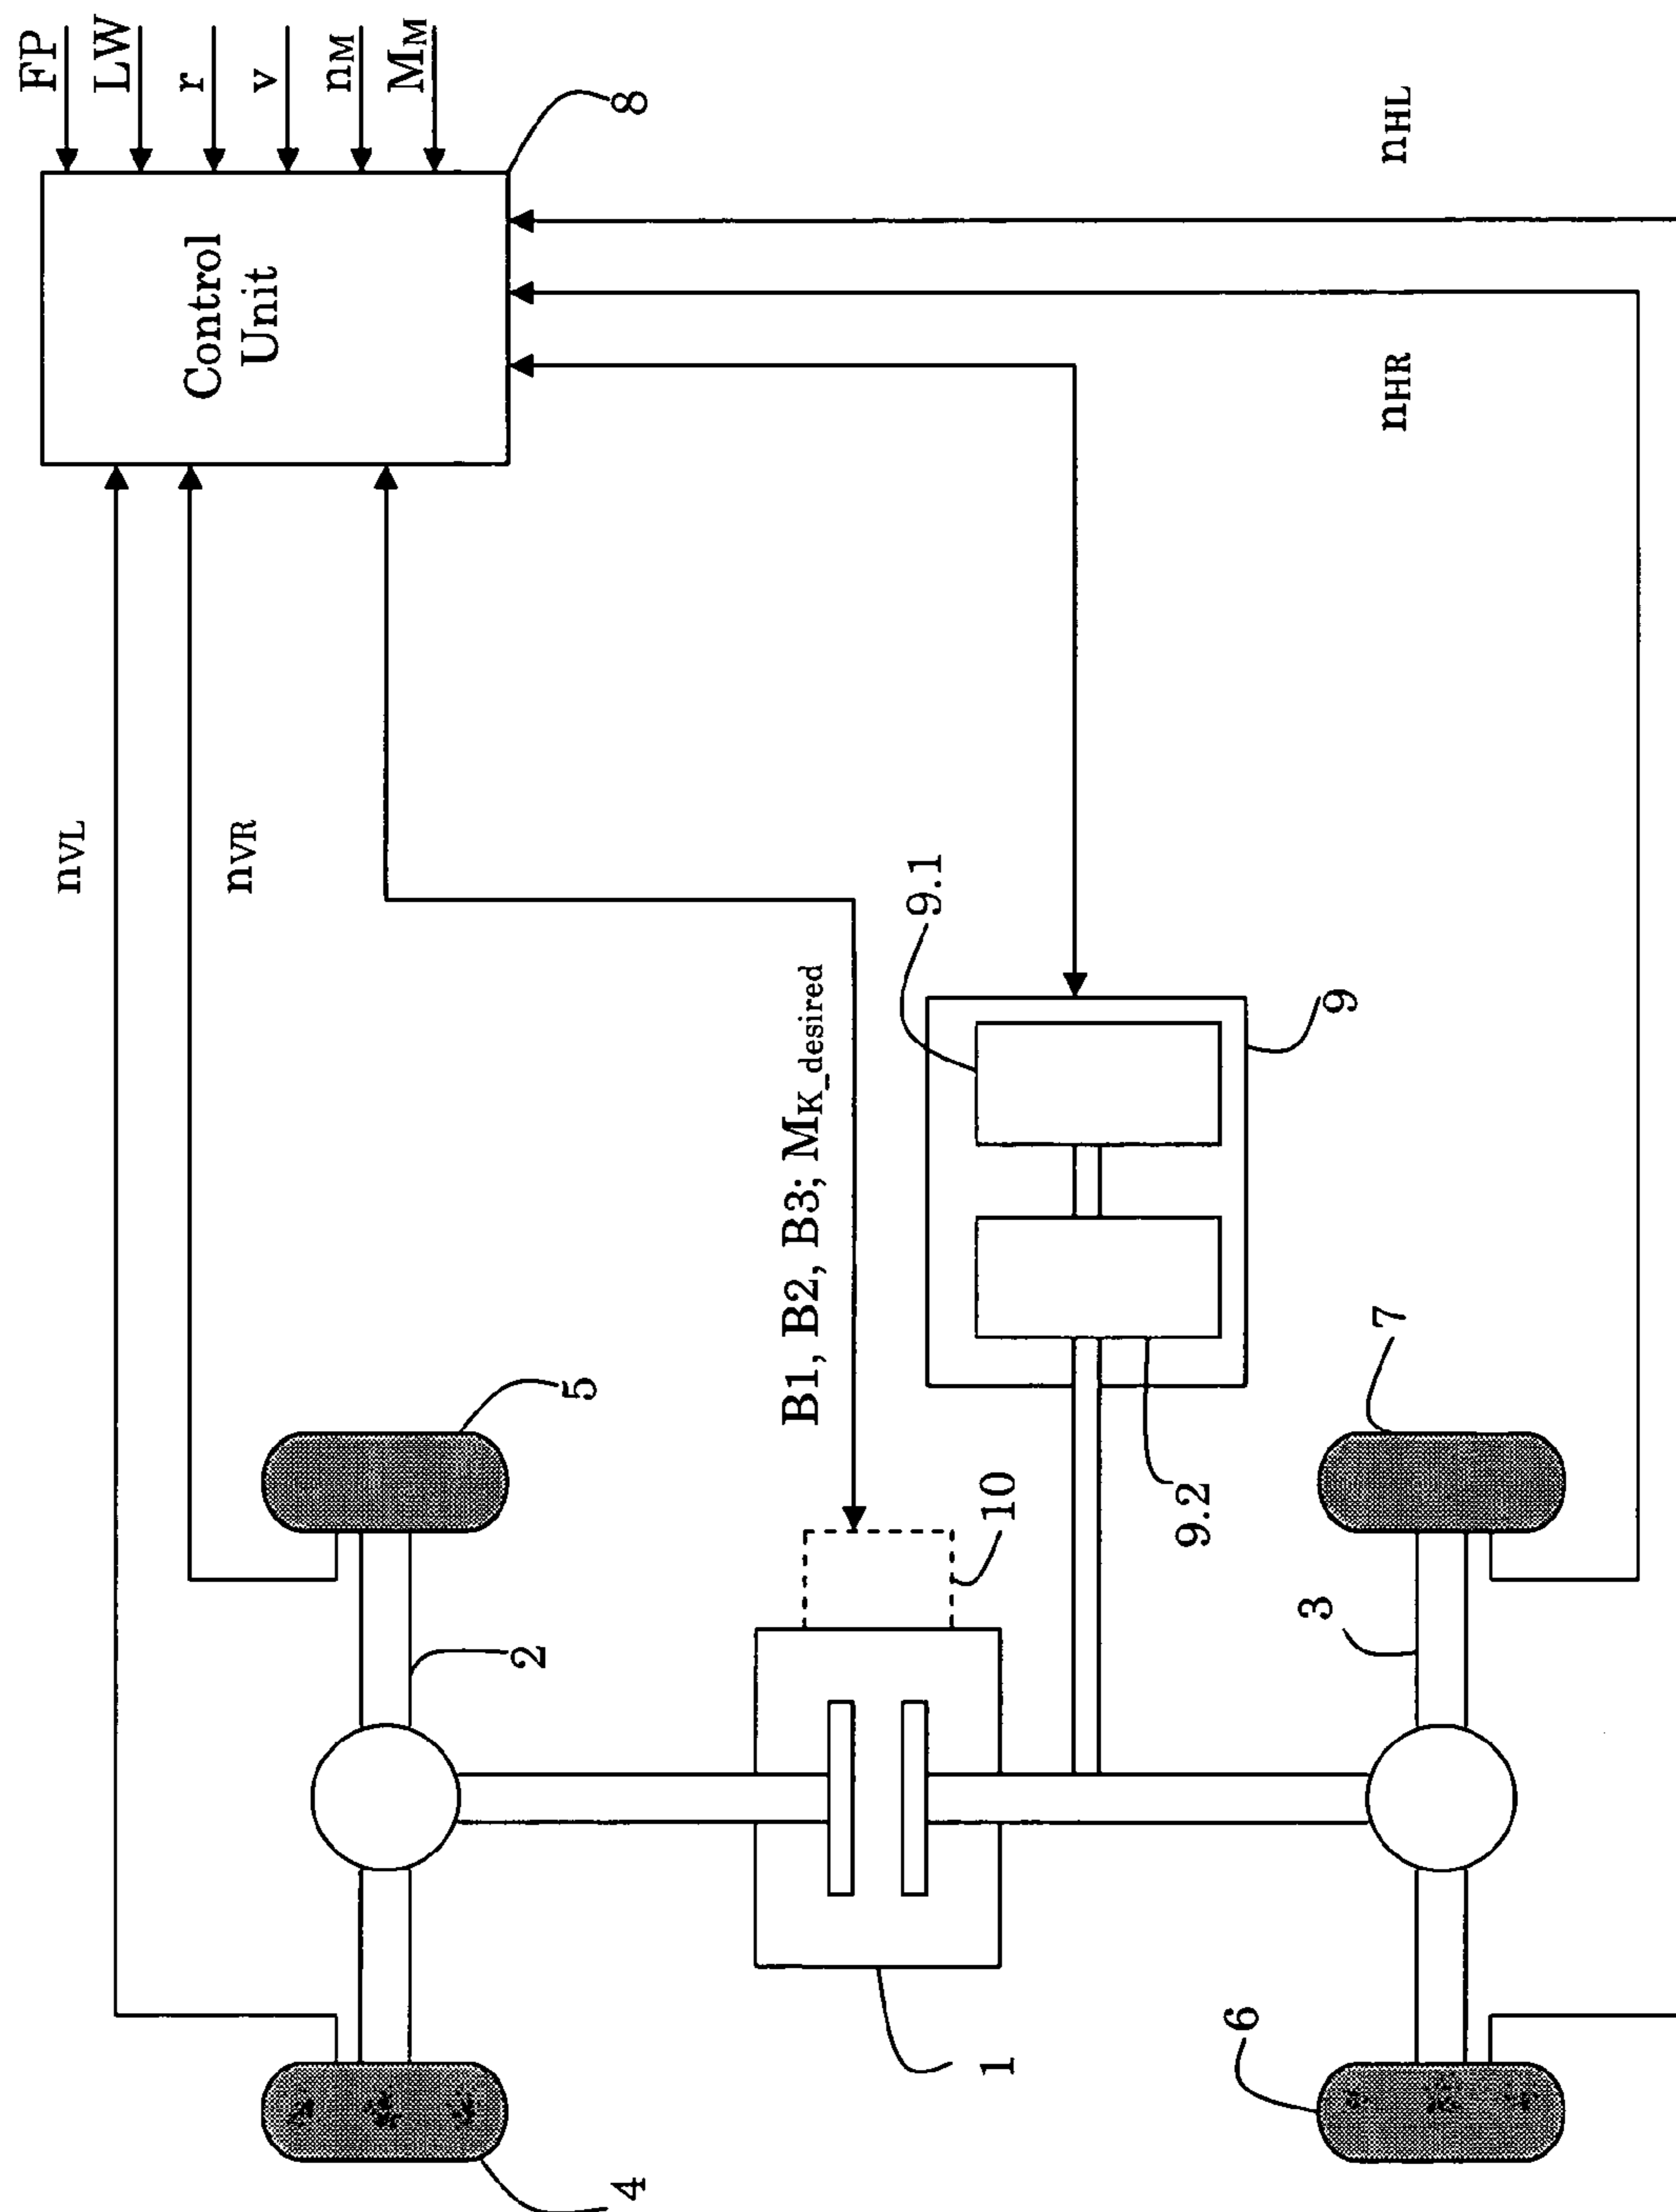 FP
LW
r
v
nM
MM
Control
Unit
8
nVL
nVR
nHL
nHR
B1, B2, B3; MK_desired
9.1
9
9.2
10
5
2
7
3
1
4
6